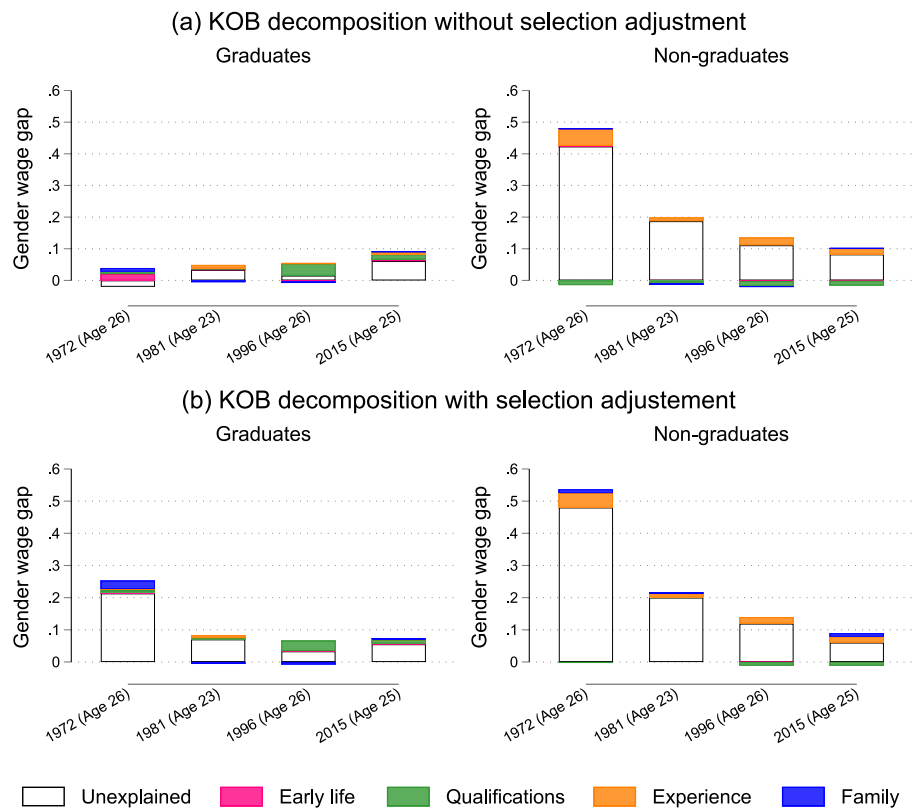 (a) KOB decomposition without selection adjustment
Graduates
Non-graduates
Gender wage gap
.6
.5
.4
.3
.2
.1
0
1972 (Age 26)
1981 (Age 23)
1996 (Age 26)
2015 (Age 25)
Gender wage gap
.6
.5
.4
.3
.2
.1
0
1972 (Age 26)
1981 (Age 23)
1996 (Age 26)
2015 (Age 25)
(b) KOB decomposition with selection adjustement
Graduates
Non-graduates
Gender wage gap
.6
.5
.4
.3
.2
.1
0
1972 (Age 26)
1981 (Age 23)
1996 (Age 26)
2015 (Age 25)
Gender wage gap
.6
.5
.4
.3
.2
.1
0
1972 (Age 26)
1981 (Age 23)
1996 (Age 26)
2015 (Age 25)
Unexplained
Early life
Qualifications
Experience
Family